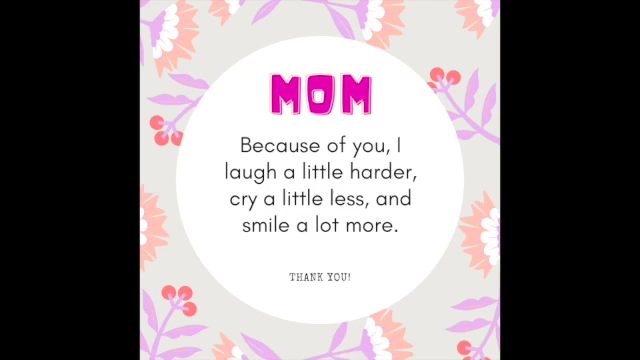 MOM
Because of you, I
laugh a little harder,
cry a little less, and
smile a lot more.
THANK YOU!